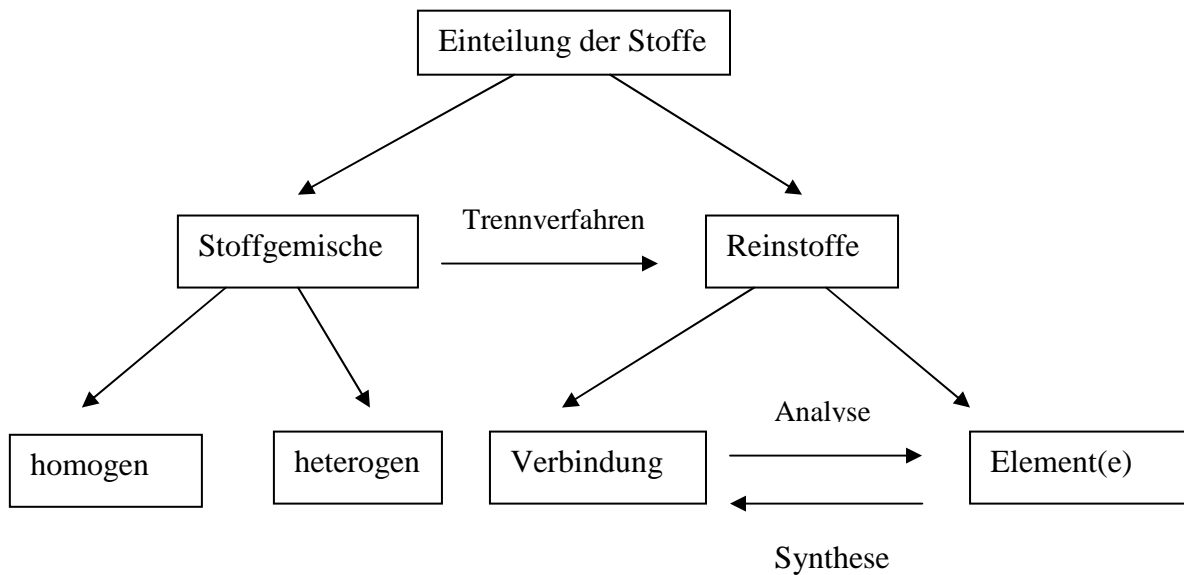 Einteilung der Stoffe
Trennverfahren
Stoffgemische
Reinstoffe
Analyse
homogen
heterogen
Verbindung
Element(e)
Synthese